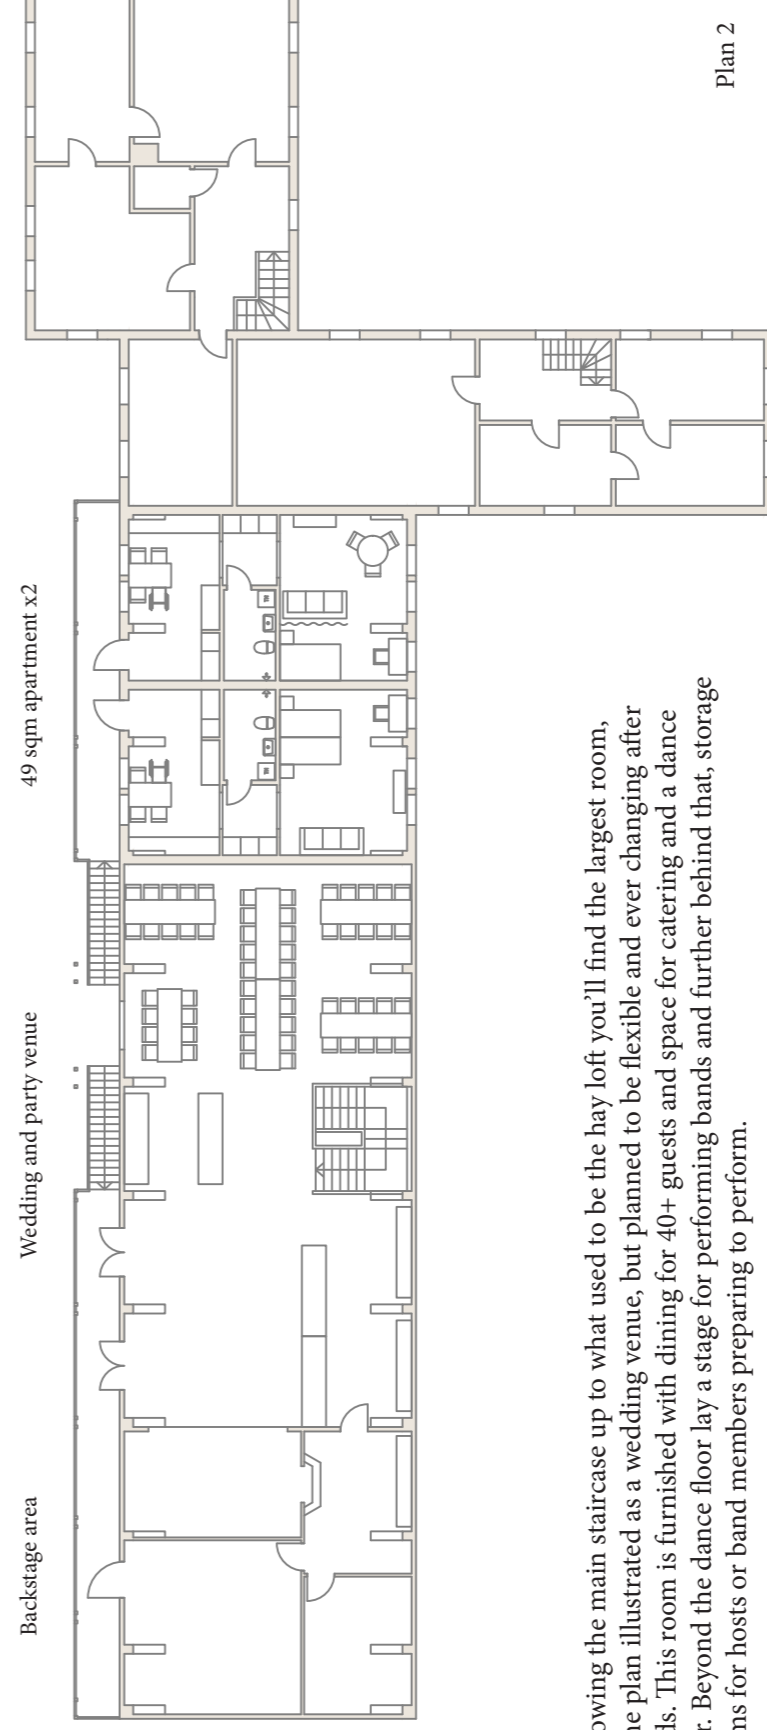 Backstage area
Wedding and party venue
49 sqm apartment x2
owing the main staircase up to what used to be the hay loft you’ll find the largest room,
he plan illustrated as a wedding venue, but planned to be flexible and ever changing after
ds. This room is furnished with dining for 40+ guests and space for catering and a dance
r. Beyond the dance floor lay a stage for performing bands and further behind that, storage
ms for hosts or band members preparing to perform.
Plan 2